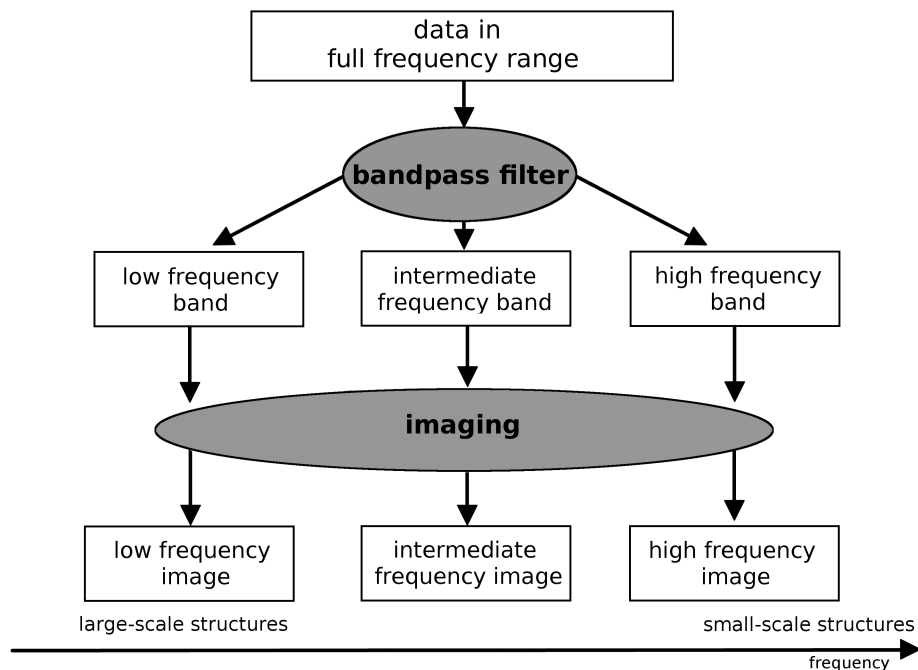 data in
full frequency range
bandpass filter
low frequency
band
intermediate
frequency band
high frequency
band
imaging
low frequency
image
intermediate
frequency image
high frequency
image
large-scale structures
small-scale structures
frequency